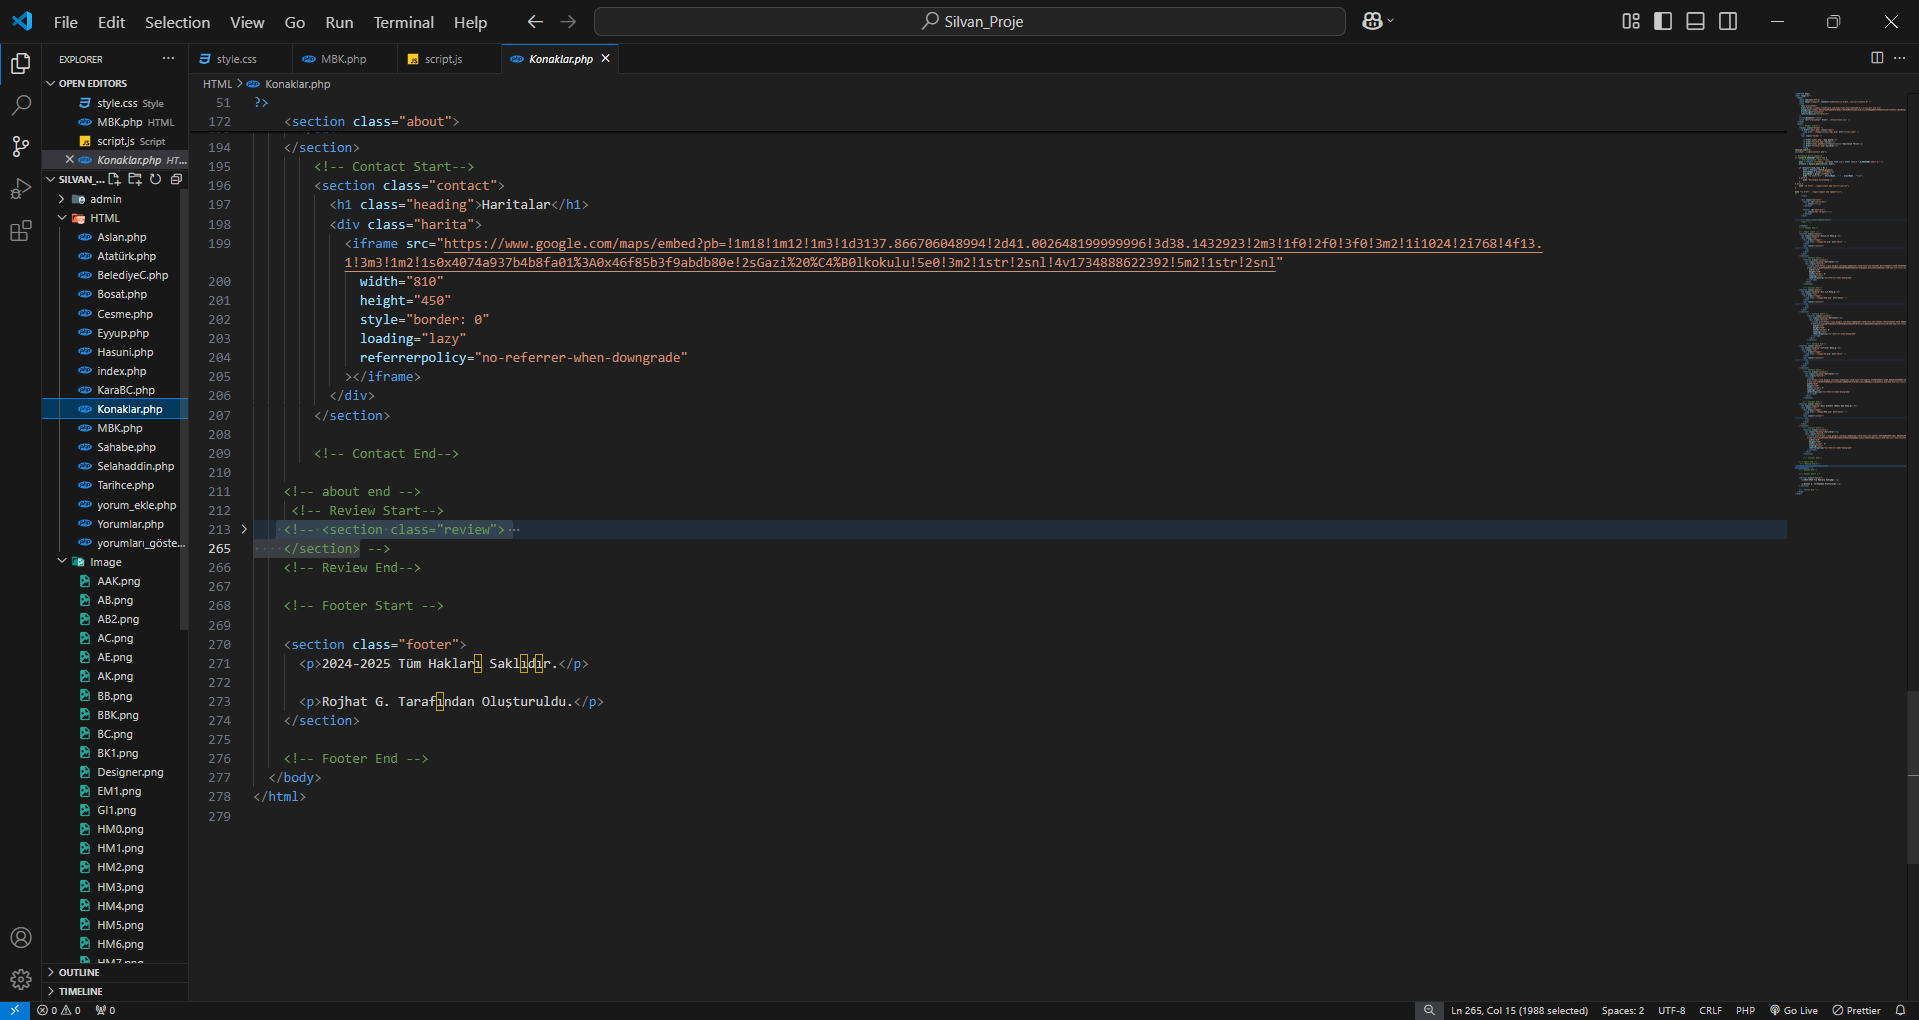 File Edit Selection View Go Run Terminal Help
Silvan_Proje
EXPLORER
OPEN EDITORS
style.css Style
MBK.php HTML
script.js Script
Konaklar.php HT...
SILVAN_...
admin
HTML
Aslan.php
Atatürk.php
BelediyeC.php
Bosat.php
Cesme.php
Eyyup.php
Hasuni.php
index.php
KaraBC.php
Konaklar.php
MBK.php
Sahabe.php
Selahaddin.php
Tarihce.php
yorum_ekle.php
Yorumlar.php
yorumları_göste...
Image
AAK.png
AB.png
AB2.png
AC.png
AE.png
AK.png
BB.png
BBK.png
BC.png
BK1.png
Designer.png
EM1.png
GI1.png
HM0.png
HM1.png
HM2.png
HM3.png
HM4.png
HM5.png
HM6.png
HM7.png
OUTLINE
TIMELINE
style.css MBK.php script.js Konaklar.php
HTML > Konaklar.php
51 ?>
172 <section class="about">
194 </section>
195 <!-- Contact Start-->
196 <section class="contact">
197 <h1 class="heading">Haritalar</h1>
198 <div class="harita">
199 <iframe src="https://www.google.com/maps/embed?pb=!1m18!1m12!1m3!1d3137.866706048994!2d41.002648199999996!3d38.1432923!2m3!1f0!2f0!3f0!3m2!1i1024!2i768!4f13.
1!3m3!1m2!1s0x4074a937b4b8fa01%3A0x46f85b3f9abdb80e!2sGazi%20%C4%B0lkokulu!5e0!3m2!1str!2snl!4v1734888622392!5m2!1str!2snl"
200 width="810"
201 height="450"
202 style="border: 0"
203 loading="lazy"
204 referrerpolicy="no-referrer-when-downgrade"
205 ></iframe>
206 </div>
207 </section>
208
209 <!-- Contact End-->
210
211 <!-- about end -->
212 <!-- Review Start-->
213 <!-- <section class="review"> ...
265 </section> -->
266 <!-- Review End-->
267
268 <!-- Footer Start -->
269
270 <section class="footer">
271 <p>2024-2025 Tüm Hakları Saklıdır.</p>
272
273 <p>Rojhat G. Tarafından Oluşturuldu.</p>
274 </section>
275
276 <!-- Footer End -->
277 </body>
278 </html>
279
0 0 0
Ln 265, Col 15 (1988 selected) Spaces: 2 UTF-8 CRLF PHP Go Live Prettier